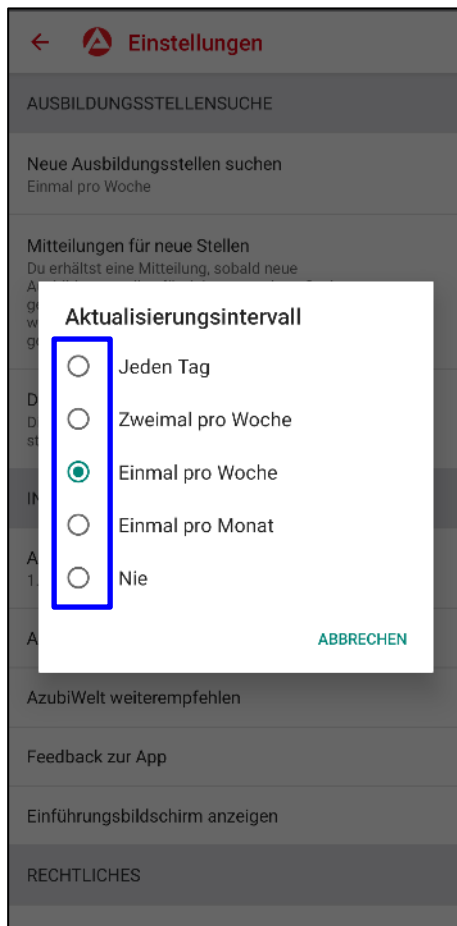 Einstellungen
AUSBILDUNGSSTELLENSUCHE
Neue Ausbildungsstellen suchen
Einmal pro Woche
Mitteilungen für neue Stellen
Du erhältst eine Mitteilung, sobald neue
Aktualisierungsintervall
Jeden Tag
Zweimal pro Woche
Einmal pro Woche
Einmal pro Monat
Nie
ABBRECHEN
AzubiWelt weiterempfehlen
Feedback zur App
Einführungsbildschirm anzeigen
RECHTLICHES